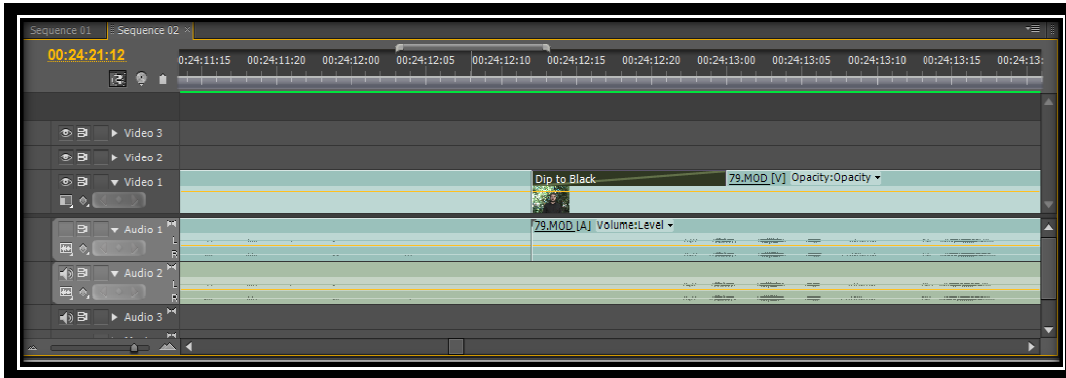 Sequence 01 Sequence 02 ×
00:24:21:12
0:24:11:15 00:24:11:20 00:24:12:00 00:24:12:05 00:24:12:10 00:24:12:15 00:24:12:20 00:24:13:00 00:24:13:05 00:24:13:10 00:24:13:15 00:24:13:
Video 3
Video 2
Video 1 Dip to Black 79.MOD [V] Opacity:Opacity
Audio 1 79.MOD [A] Volume:Level
L
R
Audio 2
L
R
Audio 3